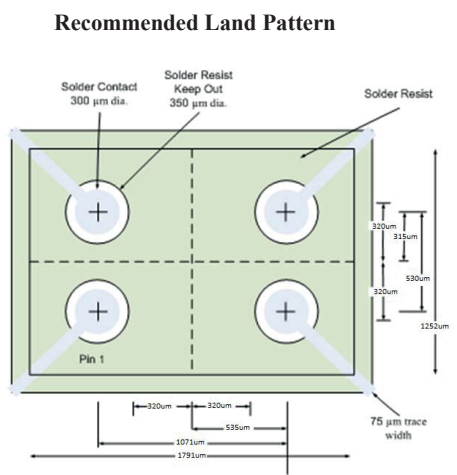 Recommended Land Pattern
Solder Contact
300 µm dia.
Solder Resist
Keep Out
350 µm dia.
Solder Resist
320um
315um
530um
320um
1252um
Pin 1
320um
320um
535um
1071um
1791um
75 µm trace
width